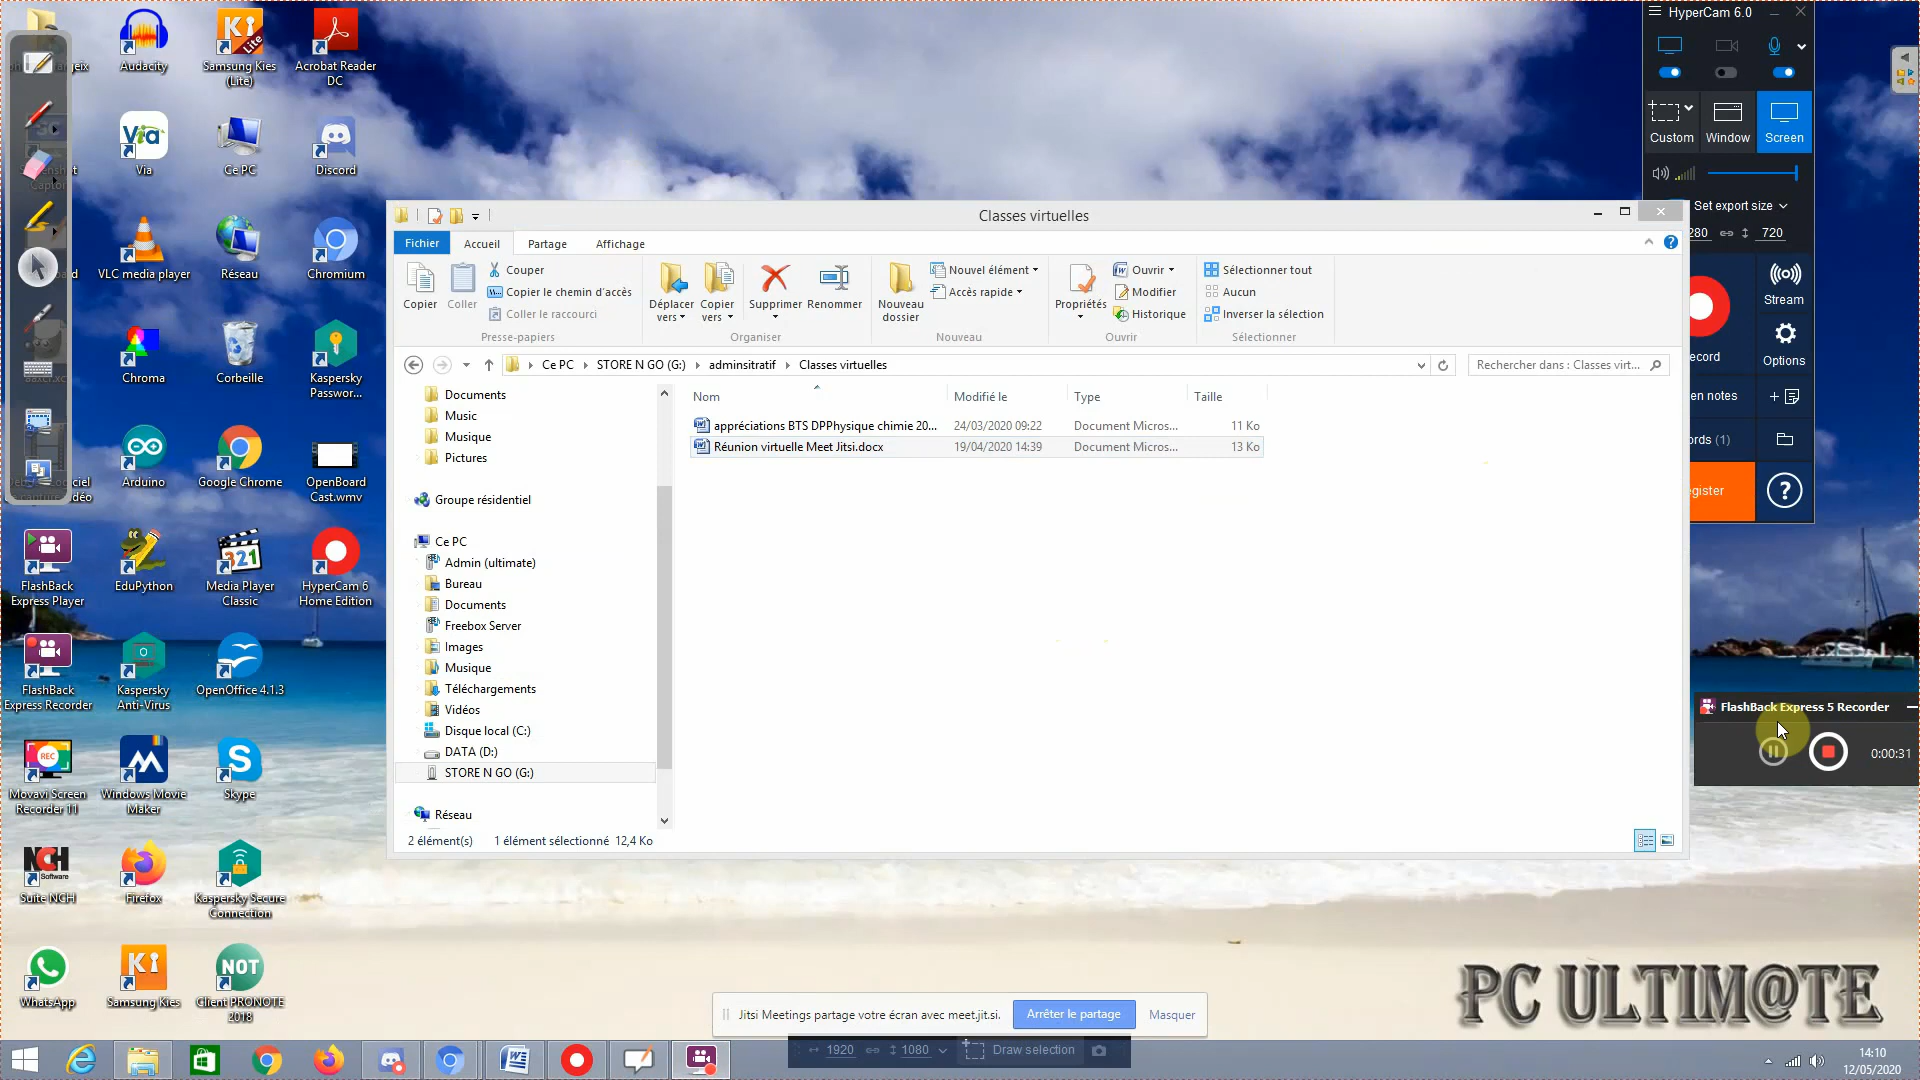 Audacity
Samsung Kies
(Lite)
Acrobat Reader
DC
Via
Ce PC
Discord
VLC media player
Réseau
Chromium
Chroma
Corbeille
Kaspersky
Passwor...
Arduino
Google Chrome
OpenBoard
Cast.wmv
FlashBack
Express Player
EduPython
Media Player
Classic
HyperCam 6
Home Edition
FlashBack
Express Recorder
Kaspersky
Anti-Virus
OpenOffice 4.1.3
Movavi Screen
Recorder 11
Windows Movie
Maker
Skype
Suite NCH
Firefox
Kaspersky Secure
Connection
WhatsApp
Samsung Kies
Client PRONOTE
2018
Classes virtuelles
Fichier
Accueil
Partage
Affichage
Copier
Coller
Couper
Copier le chemin d'accès
Coller le raccourci
Presse-papiers
Déplacer
vers
Copier
vers
Supprimer
Renommer
Organiser
Nouveau
dossier
Nouvel élément
Accès rapide
Nouveau
Propriétés
Ouvrir
Modifier
Historique
Ouvrir
Sélectionner tout
Aucun
Inverser la sélection
Sélectionner
Ce PC
STORE N GO (G:)
adminsitratif
Classes virtuelles
Rechercher dans : Classes virt...
Documents
Music
Musique
Pictures
Groupe résidentiel
Ce PC
Admin (ultimate)
Bureau
Documents
Freebox Server
Images
Musique
Téléchargements
Vidéos
Disque local (C:)
DATA (D:)
STORE N GO (G:)
Réseau
Nom Modifié le Type Taille
appréciations BTS DPPhysique chimie 20... 24/03/2020 09:22 Document Micros... 11 Ko
Réunion virtuelle Meet Jitsi.docx 19/04/2020 14:39 Document Micros... 13 Ko
2 élément(s) 1 élément sélectionné 12,4 Ko
HyperCam 6.0
Custom
Window
Screen
Set export size
280
720
Stream
ecord
Options
en notes
ords (1)
gister
FlashBack Express 5 Recorder
0:00:31
PC ULTIM@TE
Jitsi Meetings partage votre écran avec meet.jit.si.
Arrêter le partage
Masquer
1920
1080
Draw selection
14:10
12/05/2020